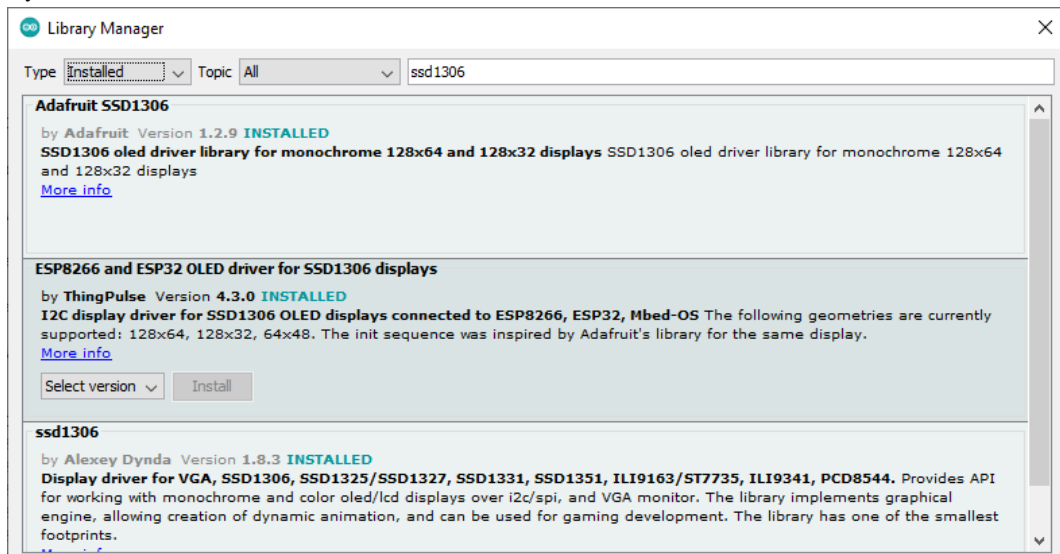 Library Manager
Type Installed Topic All ssd1306
Adafruit SSD1306
by Adafruit Version 1.2.9 INSTALLED
SSD1306 oled driver library for monochrome 128x64 and 128x32 displays SSD1306 oled driver library for monochrome 128x64
and 128x32 displays
More info
ESP8266 and ESP32 OLED driver for SSD1306 displays
by ThingPulse Version 4.3.0 INSTALLED
I2C display driver for SSD1306 OLED displays connected to ESP8266, ESP32, Mbed-OS The following geometries are currently
supported: 128x64, 128x32, 64x48. The init sequence was inspired by Adafruit's library for the same display.
More info
Select version Install
ssd1306
by Alexey Dynda Version 1.8.3 INSTALLED
Display driver for VGA, SSD1306, SSD1325/SSD1327, SSD1331, SSD1351, ILI9163/ST7735, ILI9341, PCD8544. Provides API
for working with monochrome and color oled/lcd displays over i2c/spi, and VGA monitor. The library implements graphical
engine, allowing creation of dynamic animation, and can be used for gaming development. The library has one of the smallest
footprints.